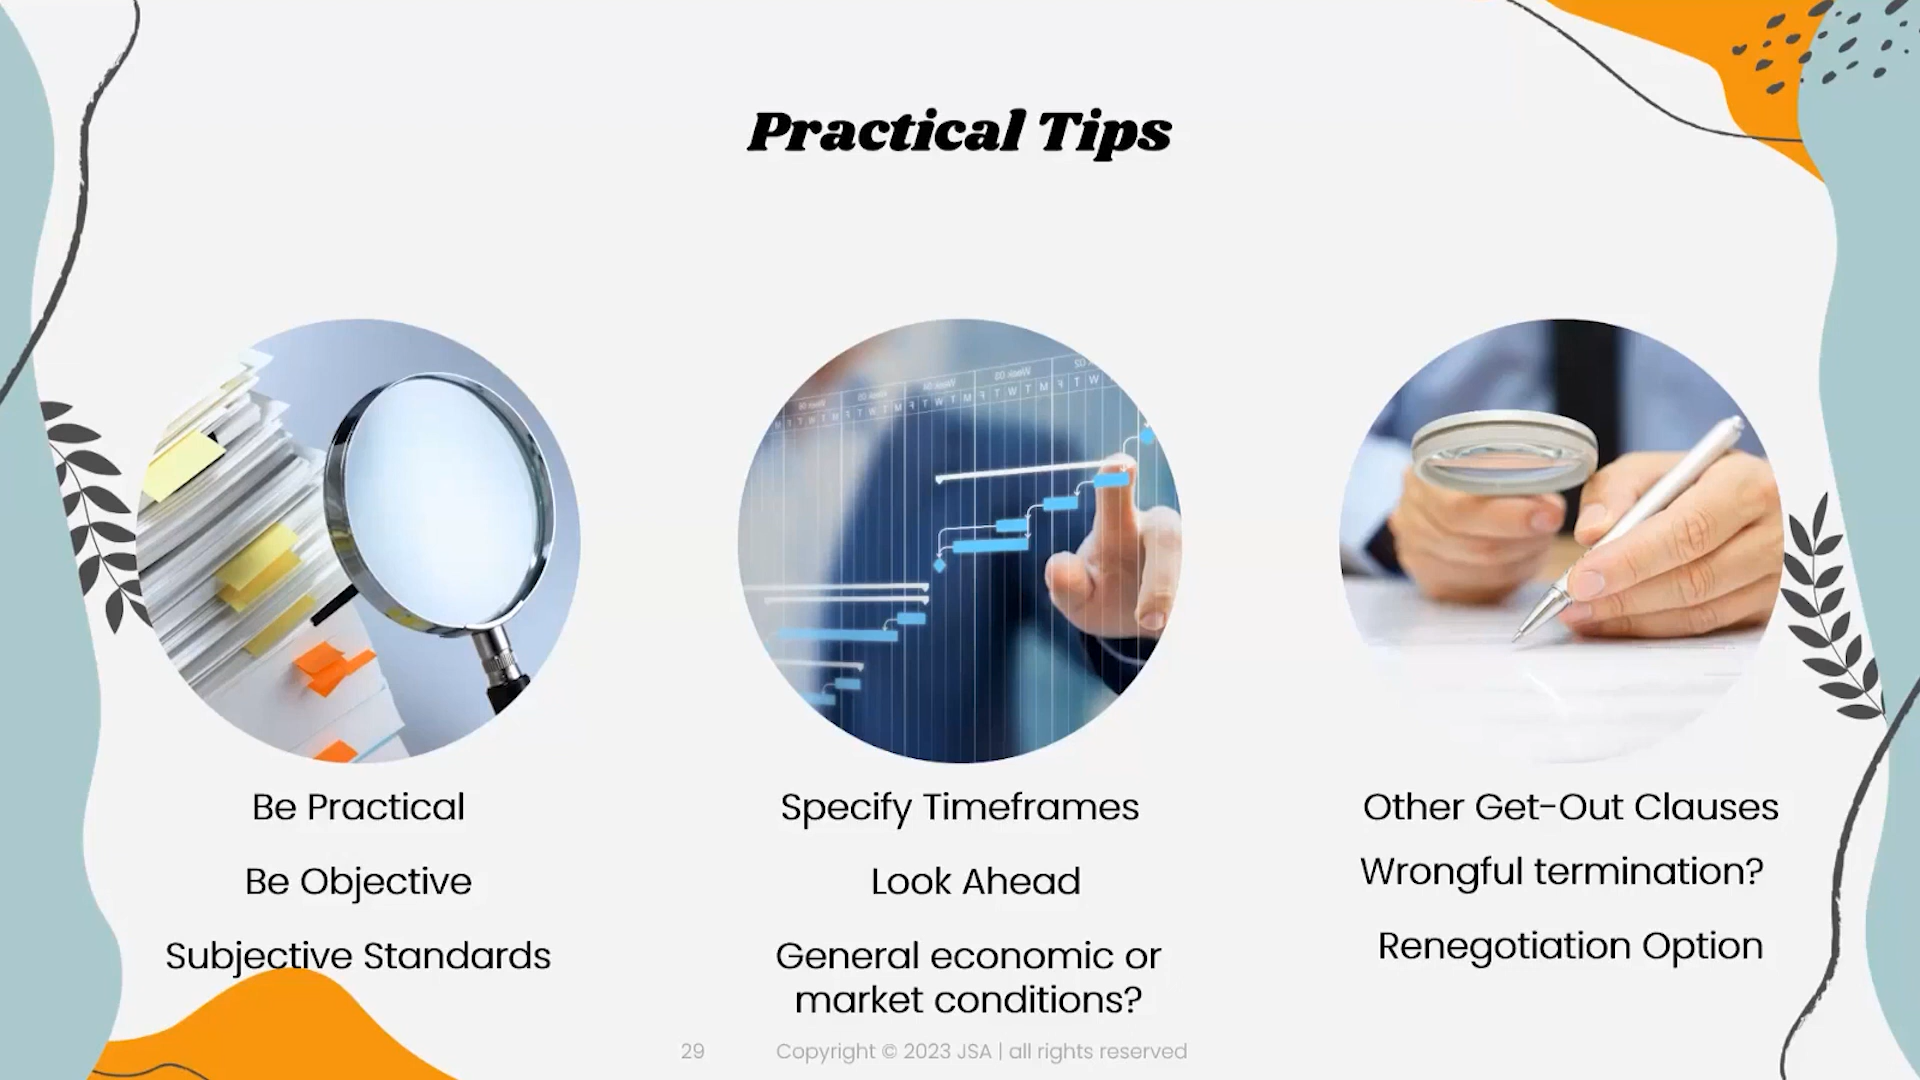 Practical Tips
Be Practical
Be Objective
Subjective Standards
Specify Timeframes
Look Ahead
General economic or
market conditions?
Other Get-Out Clauses
Wrongful termination?
Renegotiation Option
29
Copyright © 2023 JSA | all rights reserved